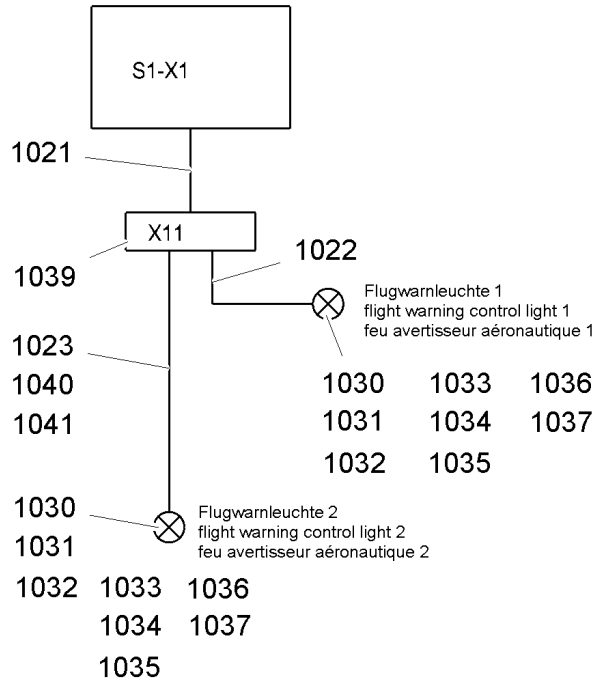 S1-X1
1021
X11
1039
1022
Flugwarnleuchte 1
flight warning control light 1
feu avertisseur aéronautique 1
1023
1040
1041
1030 1033 1036
1031 1034 1037
1032 1035
1030
1031
Flugwarnleuchte 2
flight warning control light 2
feu avertisseur aéronautique 2
1032 1033 1036
1034 1037
1035